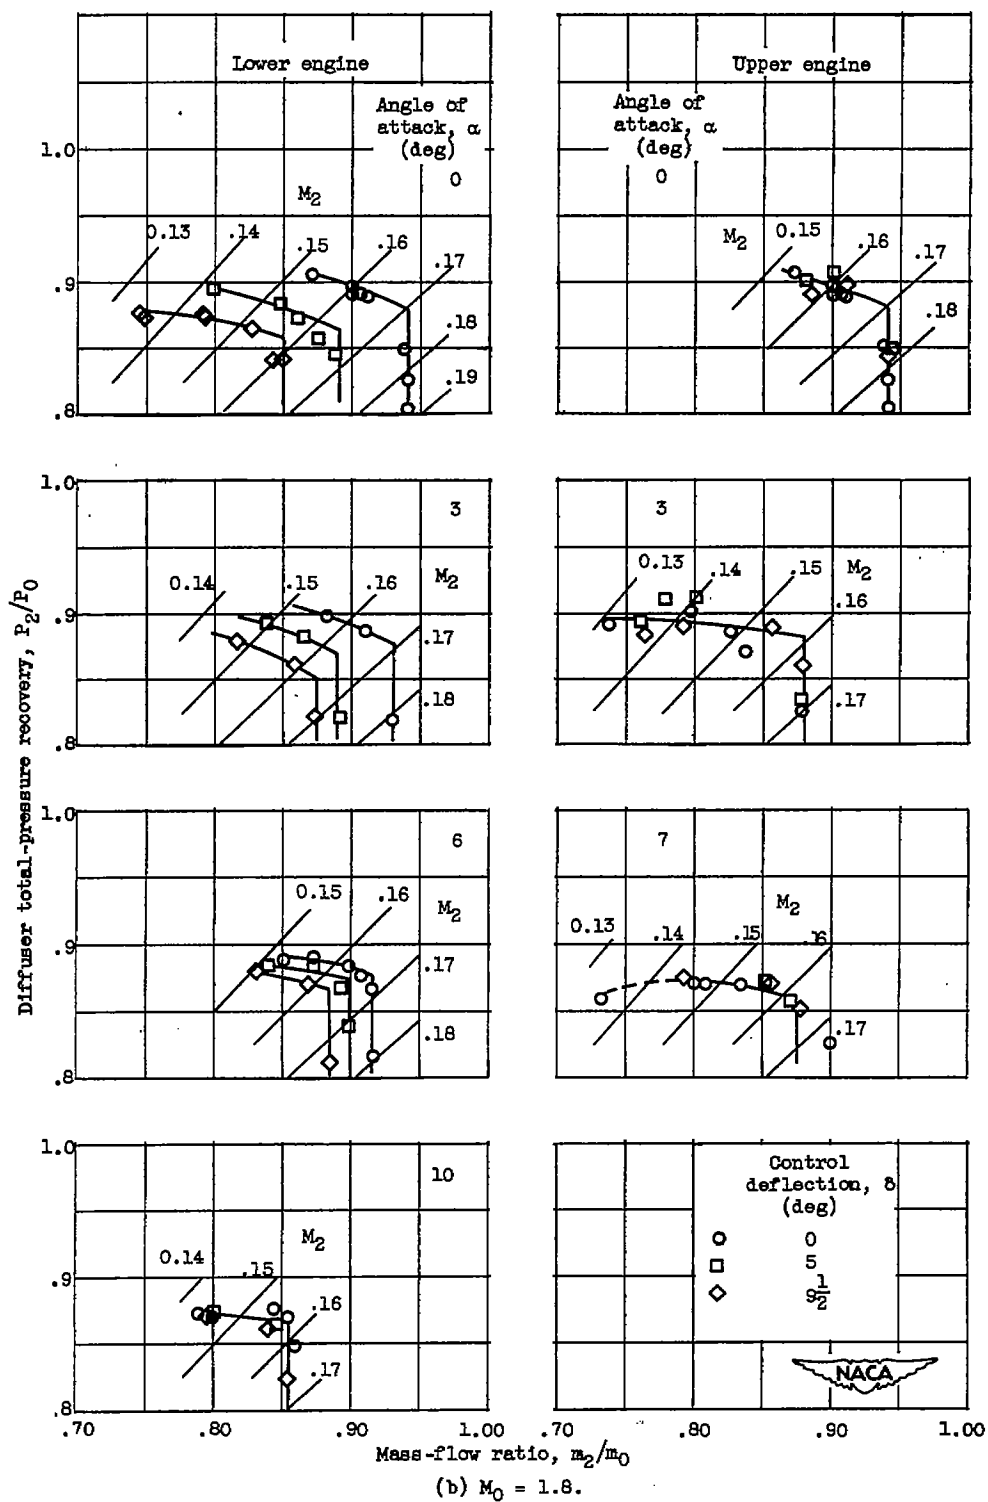 Lower engine
Upper engine
Angle of
attack, α
(deg)
0
Angle of
attack, α
(deg)
0
1.0
.9
.8
M2
0.13
.14
.15
.16
.17
.18
.19
M2
0.15
.16
.17
.18
1.0
.9
.8
3
M2
0.14
.15
.16
.17
.18
3
M2
0.13
.14
.15
.16
.17
Diffuser total-pressure recovery, P2/P0
1.0
.9
.8
6
M2
0.15
.16
.17
.18
7
M2
0.13
.14
.15
.16
.17
1.0
.9
.8
10
M2
0.14
.15
.16
.17
Control
deflection, δ
(deg)
0
5
9 1/2
NACA
.70 .80 .90 1.00
.70 .80 .90 1.00
Mass-flow ratio, m2/m0
(b) M0 = 1.8.